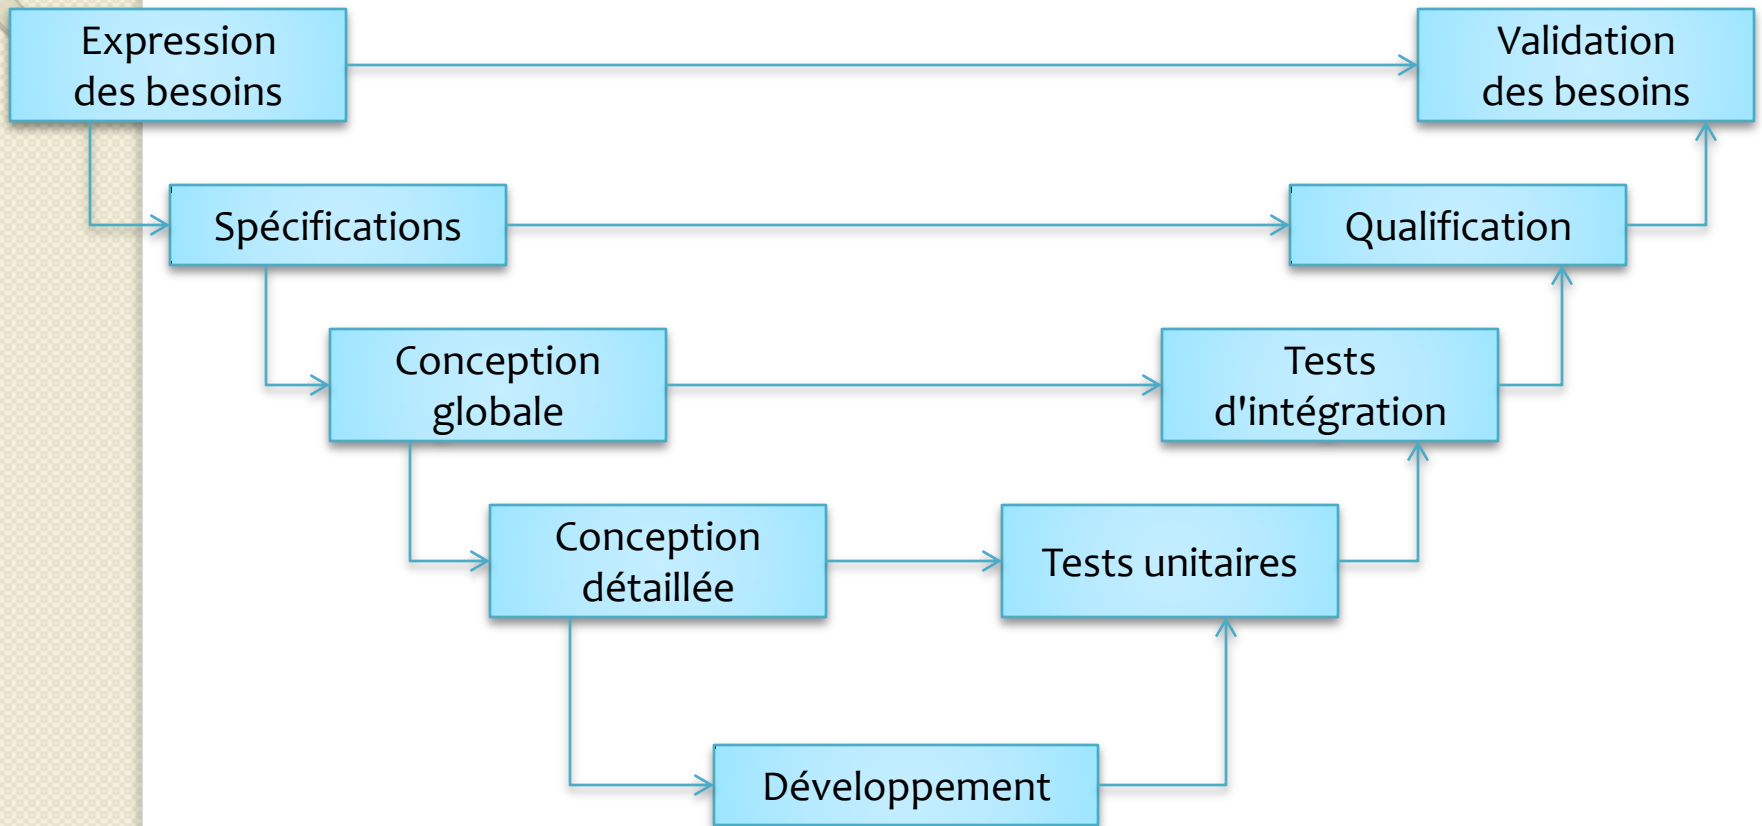 Expression
des besoins
Validation
des besoins
Spécifications
Qualification
Conception
globale
Tests
d'intégration
Conception
détaillée
Tests unitaires
Développement